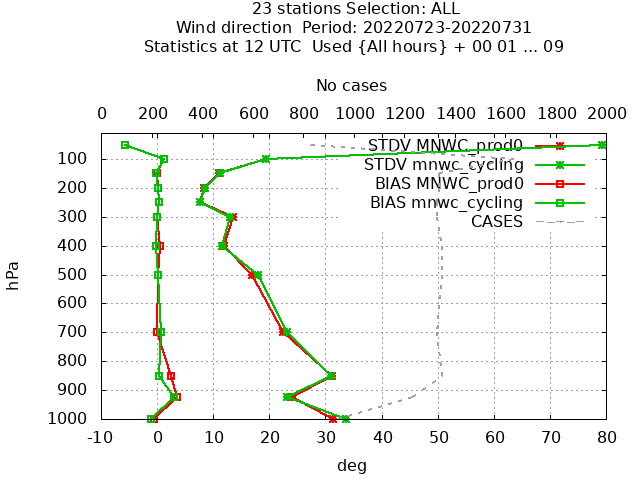 23 stations Selection: ALL
Wind direction  Period: 20220723-20220731
Statistics at 12 UTC  Used {All hours} + 00 01 ... 09
No cases
0 200 400 600 800 1000 1200 1400 1600 1800 2000
STDV MNWC_prod0
STDV mnwc_cycling
BIAS MNWC_prod0
BIAS mnwc_cycling
CASES
100
200
300
400
500
600
700
800
900
1000
hPa
-10 0 10 20 30 40 50 60 70 80
deg